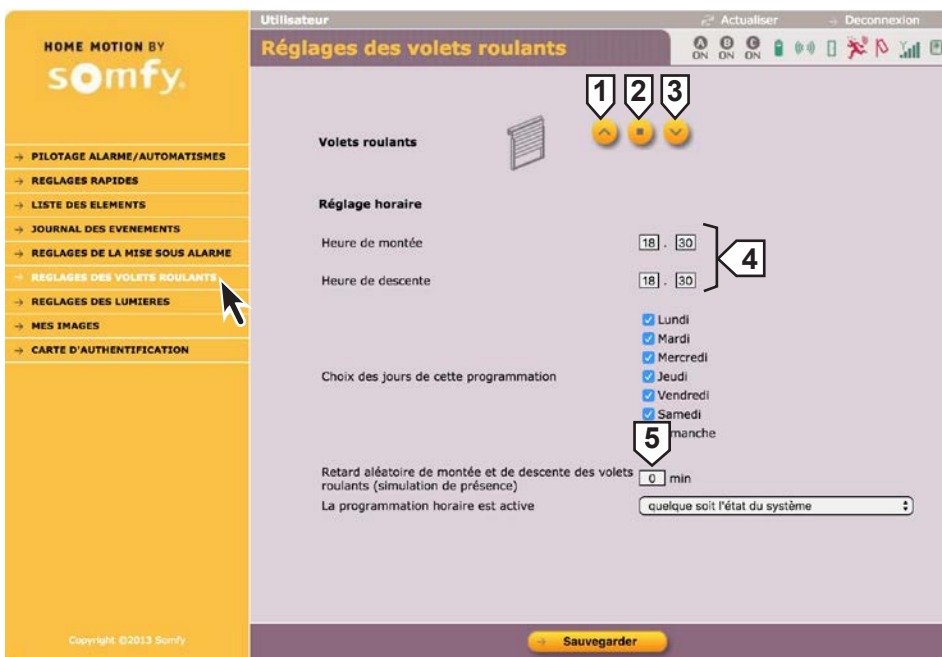 Utilisateur
Actualiser
Deconnexion
HOME MOTION BY
somfy.
Réglages des volets roulants
A B C
ON ON ON
1 2 3
Volets roulants
PILOTAGE ALARME/AUTOMATISMES
REGLAGES RAPIDES
LISTE DES ELEMENTS
JOURNAL DES EVENEMENTS
REGLAGES DE LA MISE SOUS ALARME
REGLAGES DES VOLETS ROULANTS
REGLAGES DES LUMIERES
MES IMAGES
CARTE D'AUTHENTIFICATION
Réglage horaire
Heure de montée
18 . 30
4
Heure de descente
18 . 30
Choix des jours de cette programmation
Lundi
Mardi
Mercredi
Jeudi
Vendredi
Samedi
manche
5
Retard aléatoire de montée et de descente des volets
roulants (simulation de présence)
0 min
La programmation horaire est active
quelque soit l'état du système
Copyright ©2013 Somfy
Sauvegarder